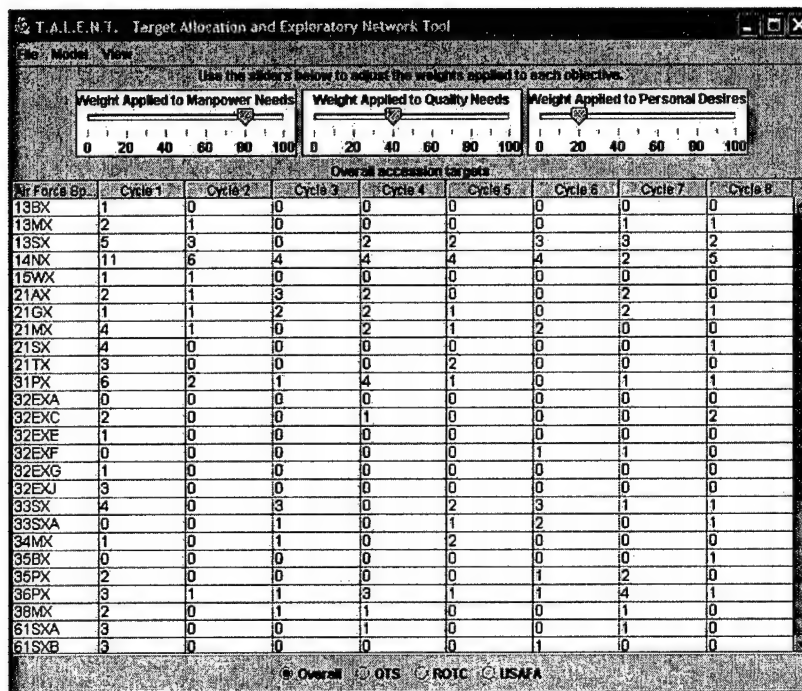 T.A.L.E.N.T. Target Allocation and Exploratory Network Tool
File Model View
Use the sliders below to adjust the weights applied to each objective.
Weight Applied to Manpower Needs Weight Applied to Quality Needs Weight Applied to Personal Desires
0 20 40 60 80 100 0 20 40 60 80 100 0 20 40 60 80 100
Overall accession targets
Air Force Sp... Cycle 1 Cycle 2 Cycle 3 Cycle 4 Cycle 5 Cycle 6 Cycle 7 Cycle 8
13BX 1 0 0 0 0 0 0 0
13MX 2 1 0 0 0 0 1 1
13SX 5 3 0 2 2 3 3 2
14NX 11 6 4 4 4 4 2 5
15WX 1 1 0 0 0 0 0 0
21AX 2 1 3 2 0 0 2 0
21GX 1 1 2 2 1 0 2 1
21MX 4 1 0 2 1 2 0 0
21SX 4 0 0 0 0 0 0 1
21TX 3 0 0 0 2 0 0 0
31PX 6 2 1 4 1 0 1 1
32EXA 0 0 0 0 0 0 0 0
32EXC 2 0 0 1 0 0 0 2
32EXE 1 0 0 0 0 0 0 0
32EXF 0 0 0 0 0 1 1 0
32EXG 1 0 0 0 0 0 0 0
32EXJ 3 0 0 0 0 0 0 0
33SX 4 0 3 0 2 3 1 1
33SXA 0 0 1 0 1 2 0 1
34MX 1 0 1 0 2 0 0 0
35BX 0 0 0 0 0 0 0 1
35PX 2 0 0 0 0 1 2 0
36PX 3 1 1 3 1 1 4 1
38MX 2 0 1 1 0 0 1 0
61SXA 3 0 0 1 0 0 1 0
61SXB 3 0 0 0 0 1 0 0
Overall OTS ROTC USAFA